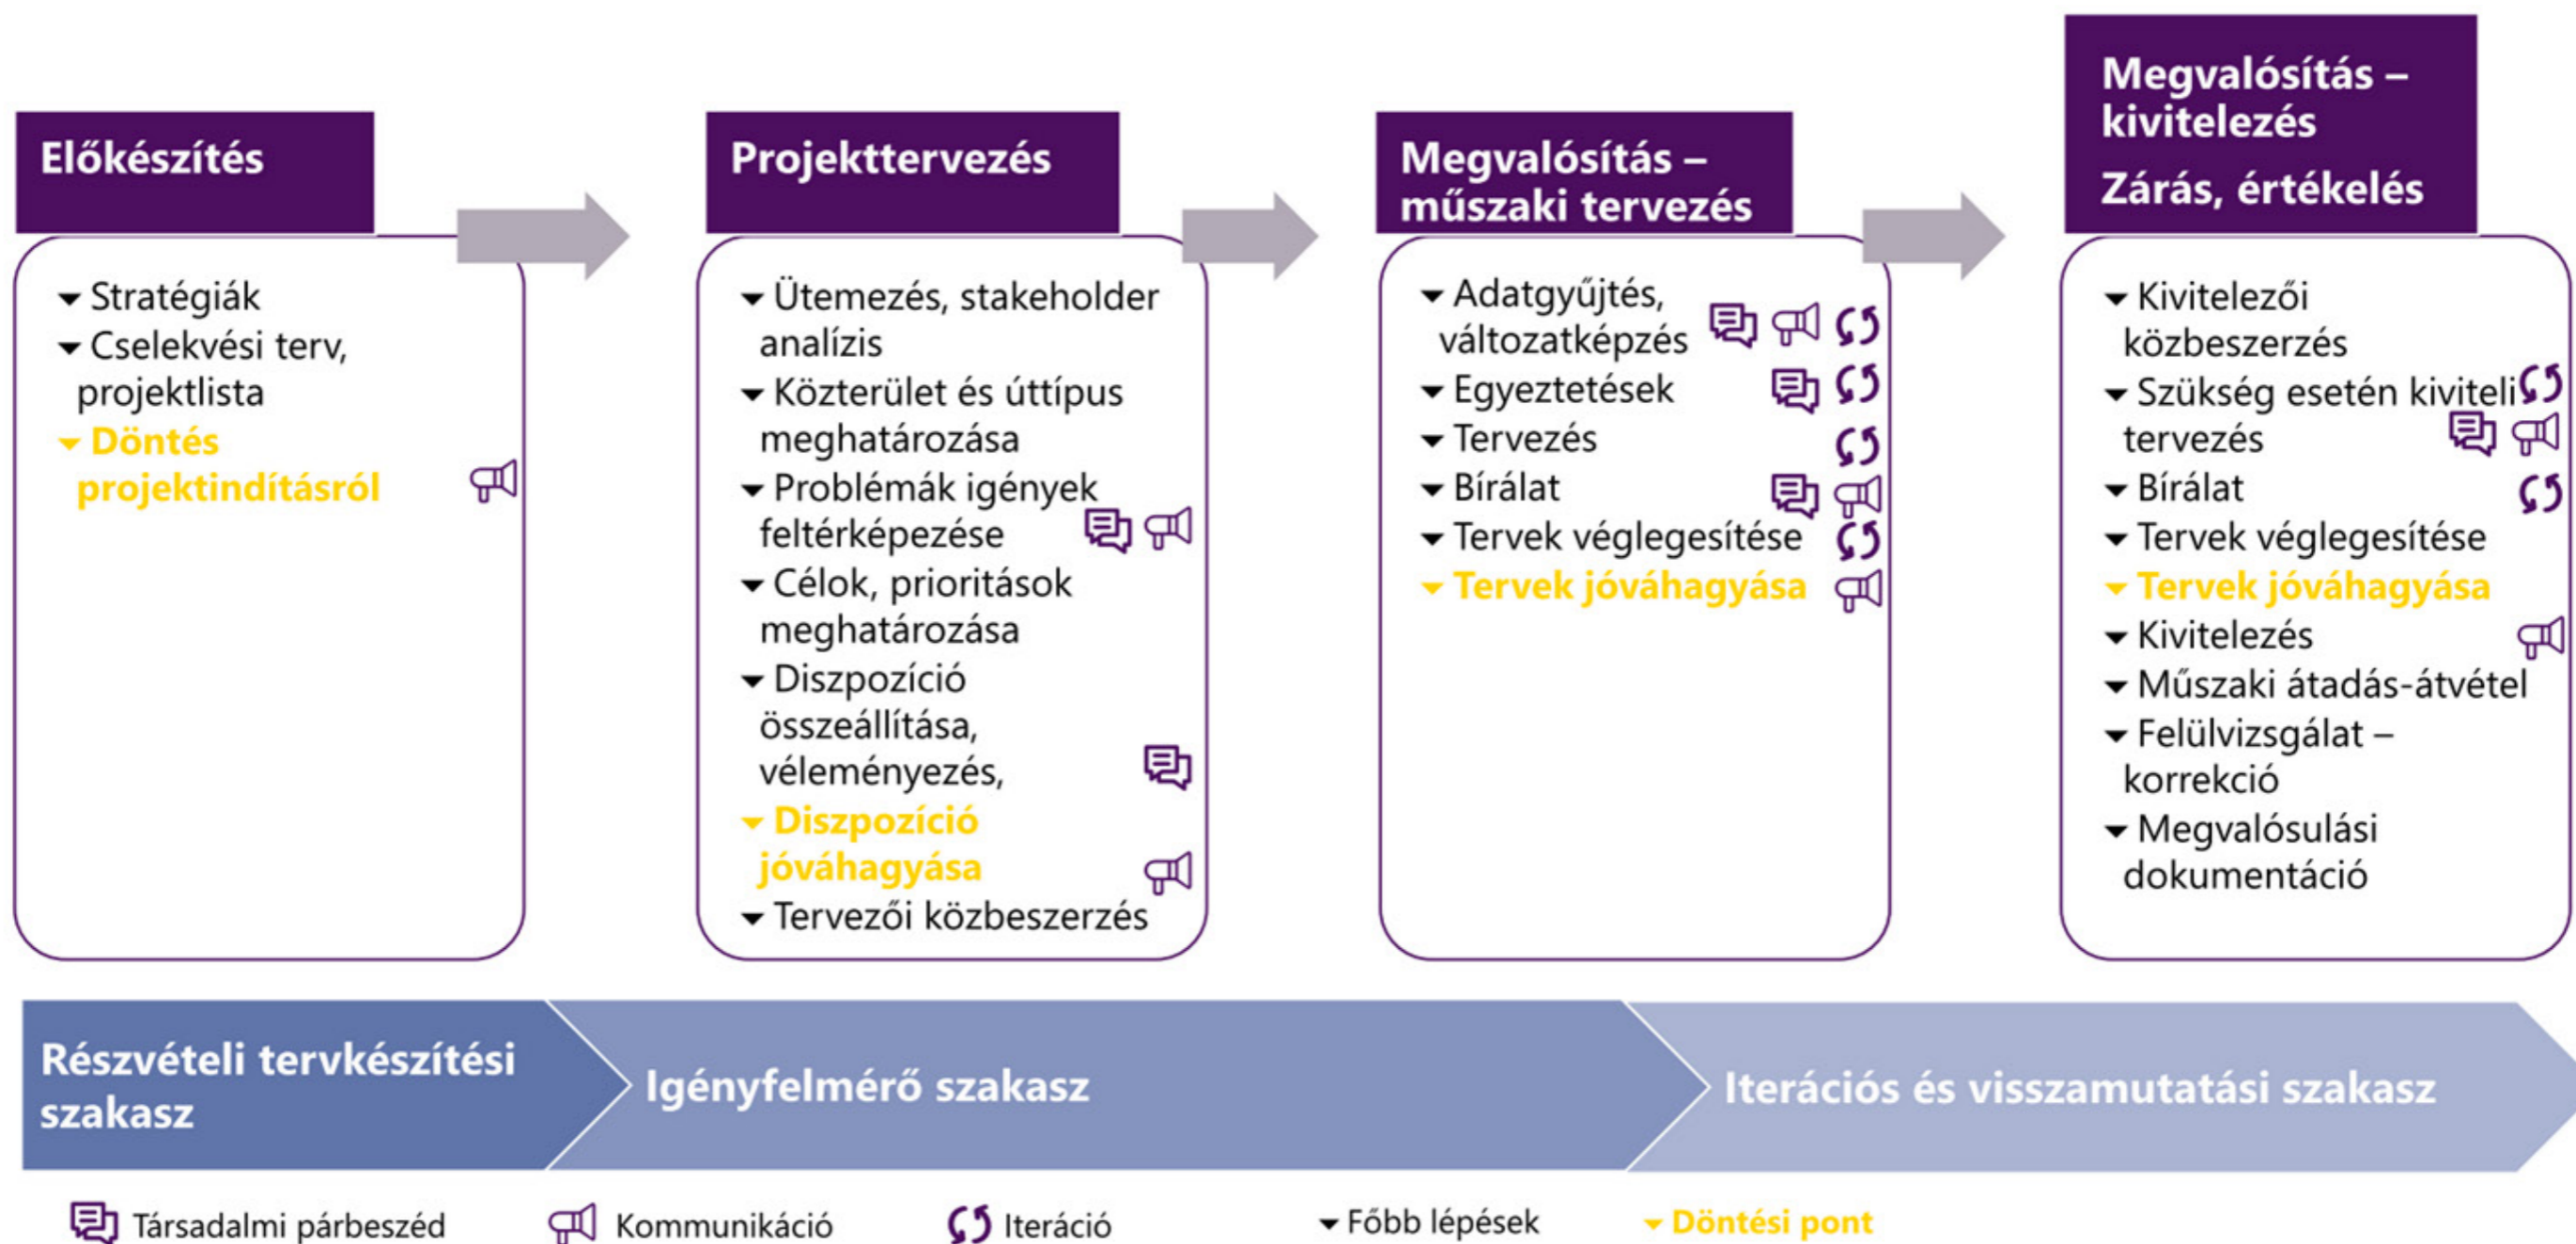 Előkészítés
▾ Stratégiák
▾ Cselekvési terv,
projektlista
▾ Döntés
projektindításról
Projekttervezés
▾ Ütemezés, stakeholder
analízis
▾ Közterület és úttípus
meghatározása
▾ Problémák igények
feltérképezése
▾ Célok, prioritások
meghatározása
▾ Diszpozíció
összeállítása,
véleményezés,
▾ Diszpozíció
jóváhagyása
▾ Tervezői közbeszerzés
Megvalósítás –
műszaki tervezés
▾ Adatgyűjtés,
változatképzés
▾ Egyeztetések
▾ Tervezés
▾ Bírálat
▾ Tervek véglegesítése
▾ Tervek jóváhagyása
Megvalósítás –
kivitelezés
Zárás, értékelés
▾ Kivitelezői
közbeszerzés
▾ Szükség esetén kiviteli
tervezés
▾ Bírálat
▾ Tervek véglegesítése
▾ Tervek jóváhagyása
▾ Kivitelezés
▾ Műszaki átadás-átvétel
▾ Felülvizsgálat –
korrekció
▾ Megvalósulási
dokumentáció
Részvételi tervkészítési
szakasz
Igényfelmérő szakasz
Iterációs és visszamutatási szakasz
Társadalmi párbeszéd
Kommunikáció
Iteráció
▾ Főbb lépések
▾ Döntési pont